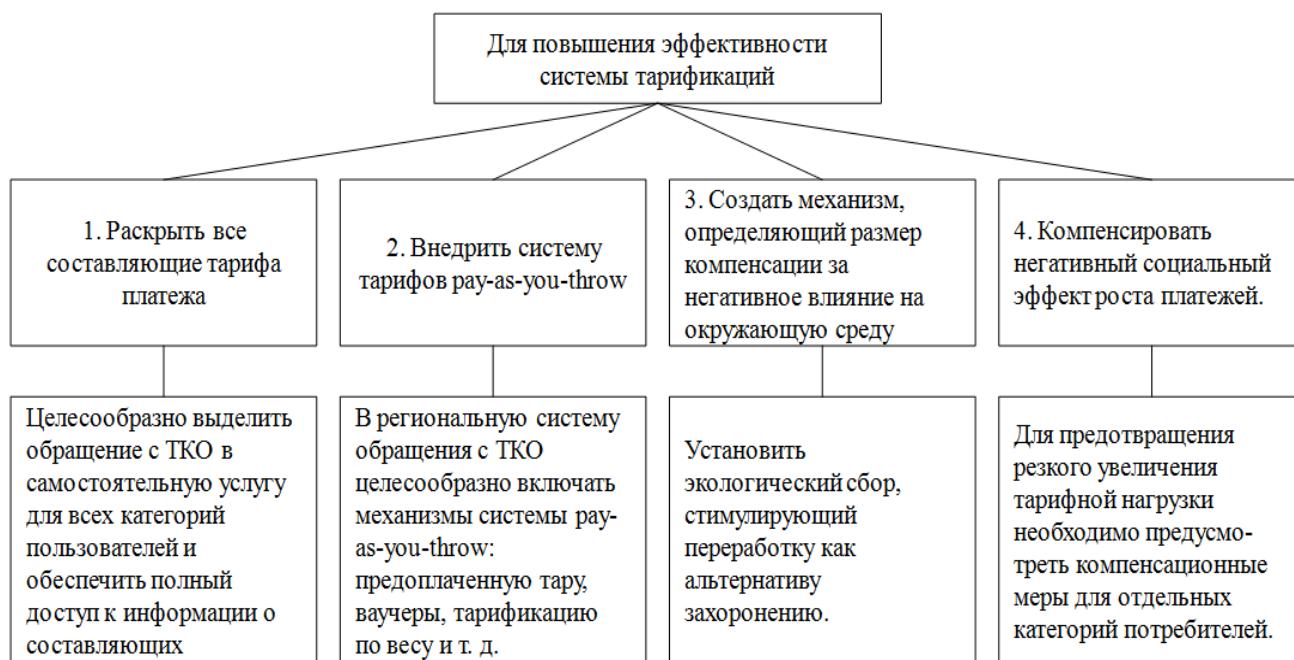 Для повышения эффективности
системы тарификаций
1. Раскрыть все
составляющие тарифа
платежа
2. Внедрить систему
тарифов pay-as-you-throw
3. Создать механизм,
определяющий размер
компенсации за
негативное влияние на
окружающую среду
4. Компенсировать
негативный социальный
эффект роста платежей.
Целесообразно выделить
обращение с ТКО в
самостоятельную услугу
для всех категорий
пользователей и
обеспечить полный
доступ к информации о
составляющих
В региональную систему
обращения с ТКО
целесообразно включать
механизмы системы pay-
as-you-throw:
предоплаченную тару,
ваучеры, тарификацию
по весу и т. д.
Установить
экологический сбор,
стимулирующий
переработку как
альтернативу
захоронению.
Для предотвращения
резкого увеличения
тарифной нагрузки
необходимо предусмо-
треть компенсационные
меры для отдельных
категорий потребителей.